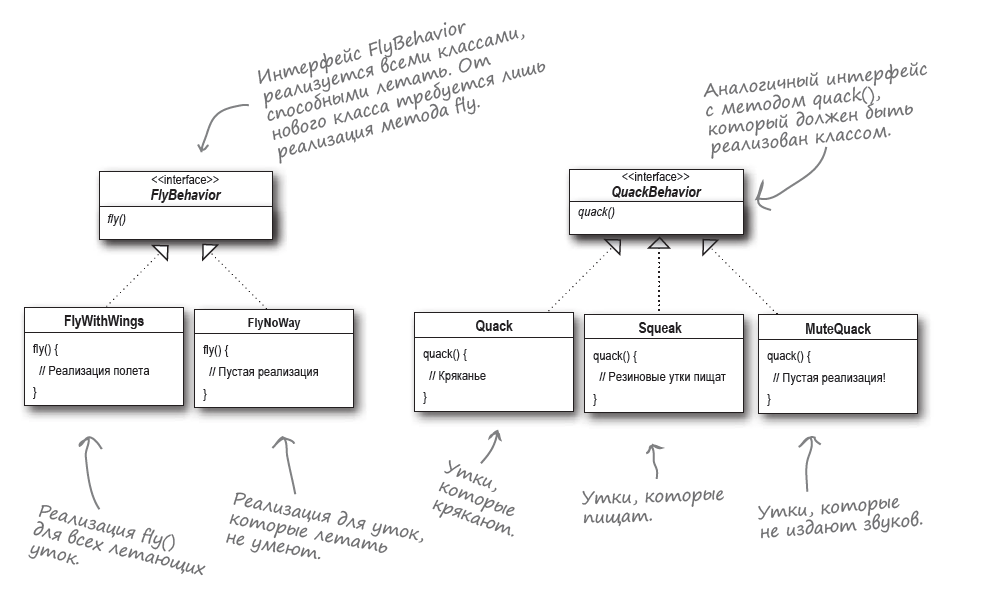 Интерфейс FlyBehavior
реализуется всеми классами,
способными летать. От
нового класса требуется лишь
реализация метода fly.
Аналогичный интерфейс
с методом quack(),
который должен быть
реализован классом.
<<interface>>
FlyBehavior
fly()
<<interface>>
QuackBehavior
quack()
FlyWithWings
fly() {
// Реализация полета
}
FlyNoWay
fly() {
// Пустая реализация
}
Quack
quack() {
// Кряканье
}
Squeak
quack() {
// Резиновые утки пищат
}
MuteQuack
quack() {
// Пустая реализация!
}
Реализация fly()
для всех летающих
уток.
Реализация для уток,
которые летать
не умеют.
Утки,
которые
крякают.
Утки, которые
пищат.
Утки, которые
не издают звуков.